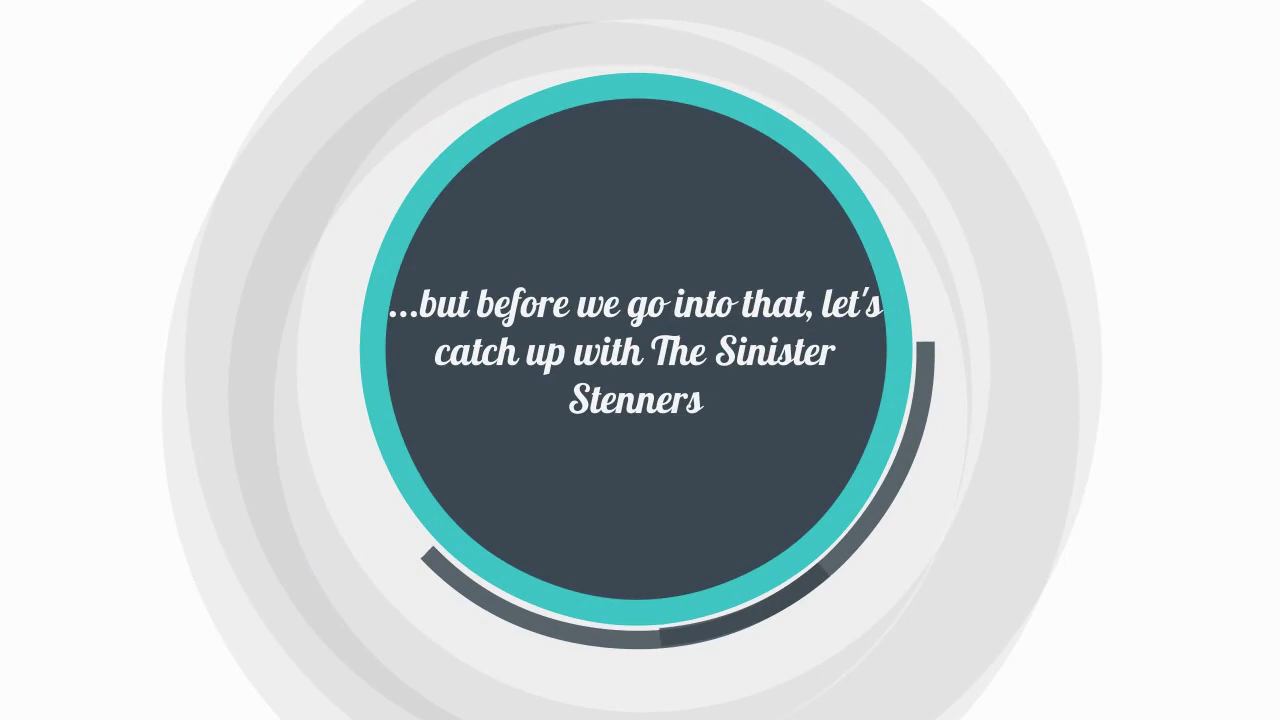 ...but before we go into that, let's
catch up with The Sinister
Stenners